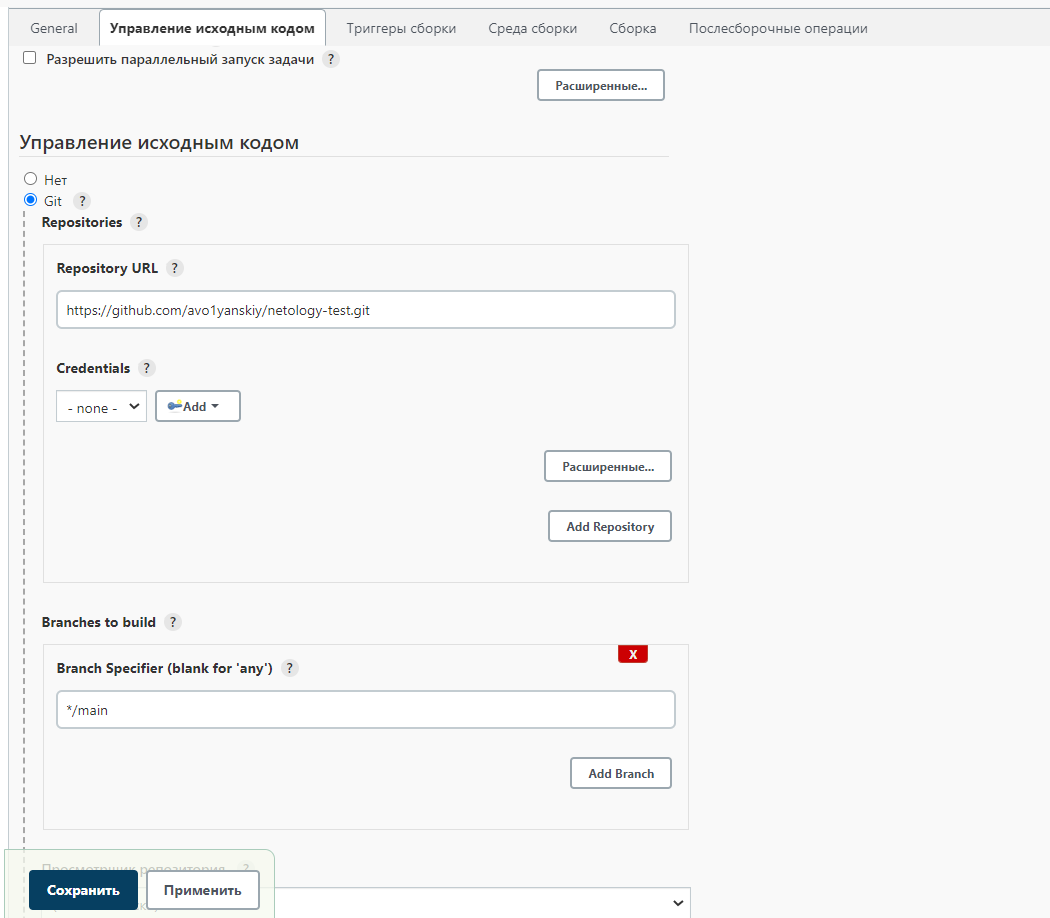 General Управление исходным кодом Триггеры сборки Среда сборки Сборка Послесборочные операции
Разрешить параллельный запуск задачи ?
Расширенные...
Управление исходным кодом
Нет
Git ?
Repositories ?
Repository URL ?
https://github.com/avo1yanskiy/netology-test.git
Credentials ?
- none - Add
Расширенные...
Add Repository
Branches to build ?
X
Branch Specifier (blank for 'any') ?
*/main
Add Branch
Просмотрщик репозитория ?
Сохранить Применить